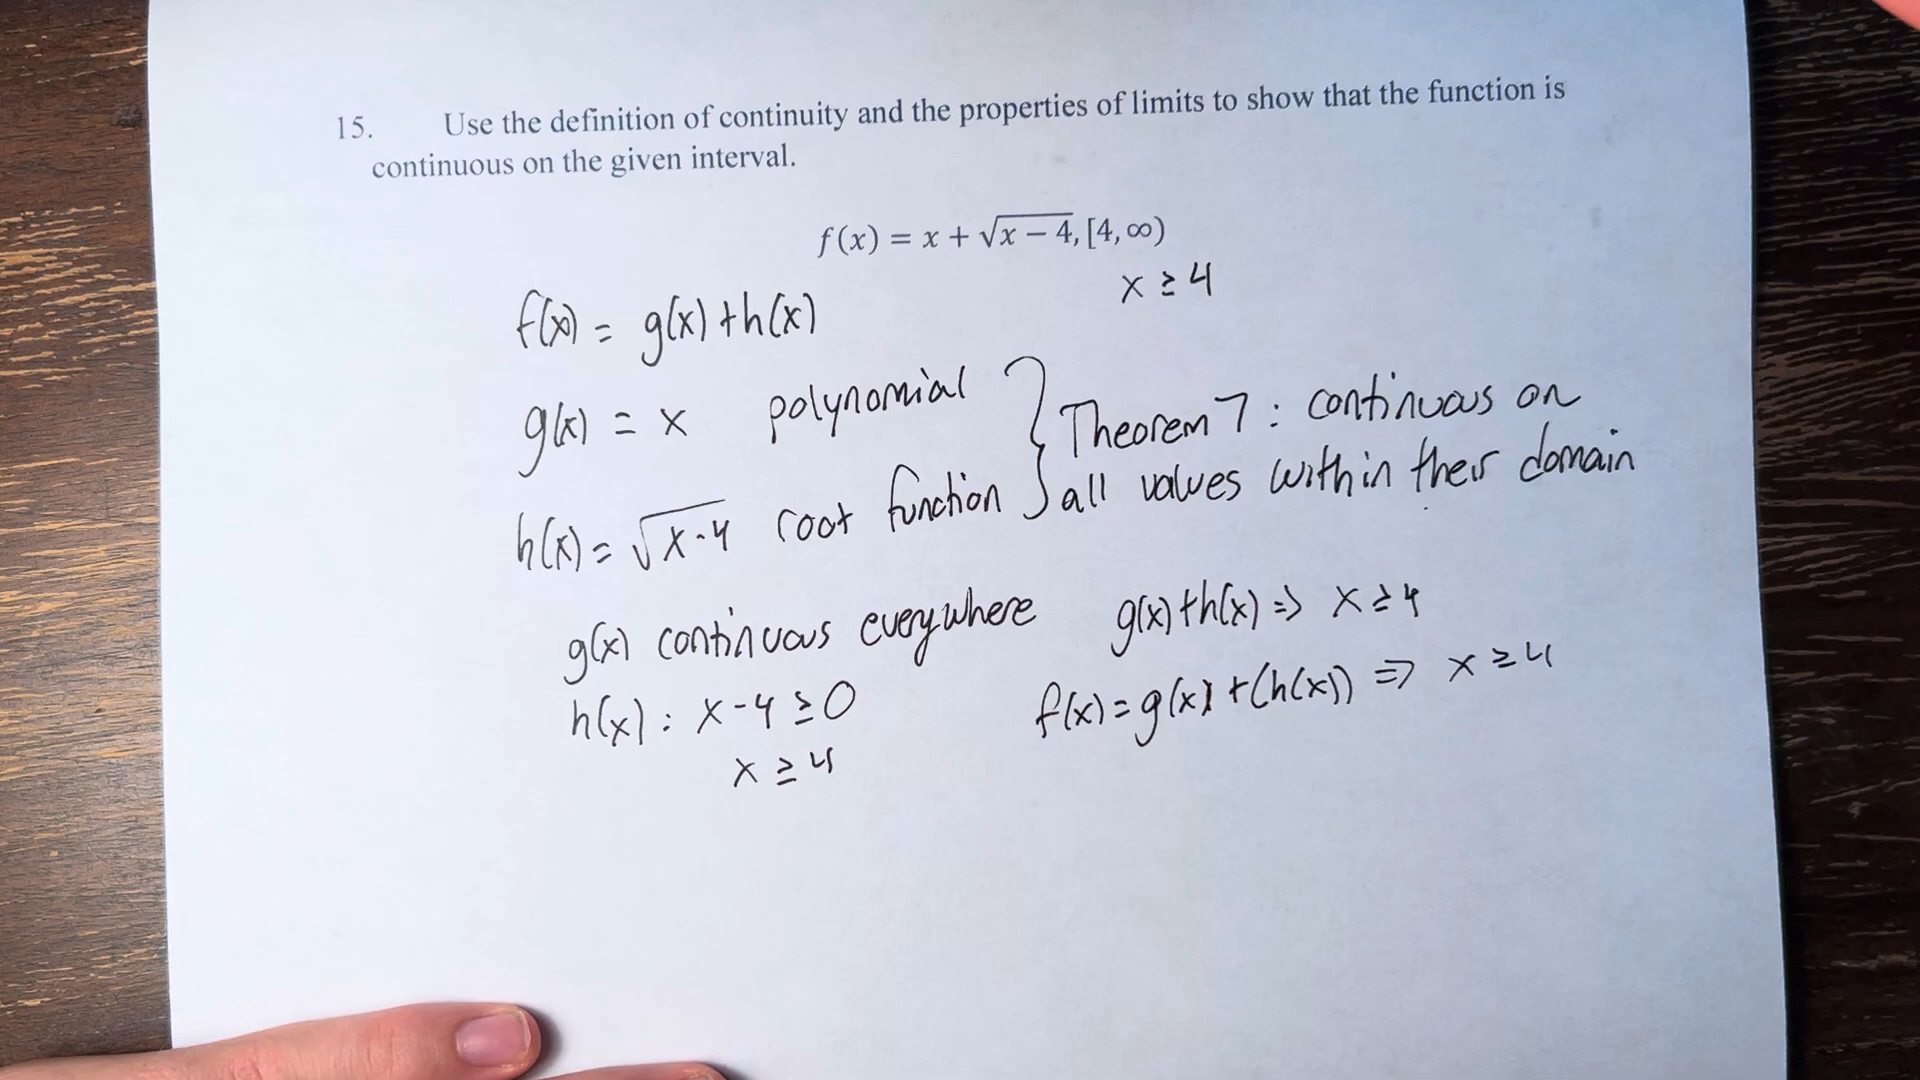 15. Use the definition of continuity and the properties of limits to show that the function is
continuous on the given interval.
f(x) = x + √x − 4, [4, ∞)
x ≥ 4
f(x) = g(x) + h(x)
g(x) = x polynomial
h(x) = √x-4 root function
} Theorem 7 : continuous on
all values within their domain
g(x) continuous everywhere
h(x) : x - 4 ≥ 0
x ≥ 4
g(x) + h(x) ⇒ x ≥ 4
f(x) = g(x) + (h(x)) ⇒ x ≥ 4